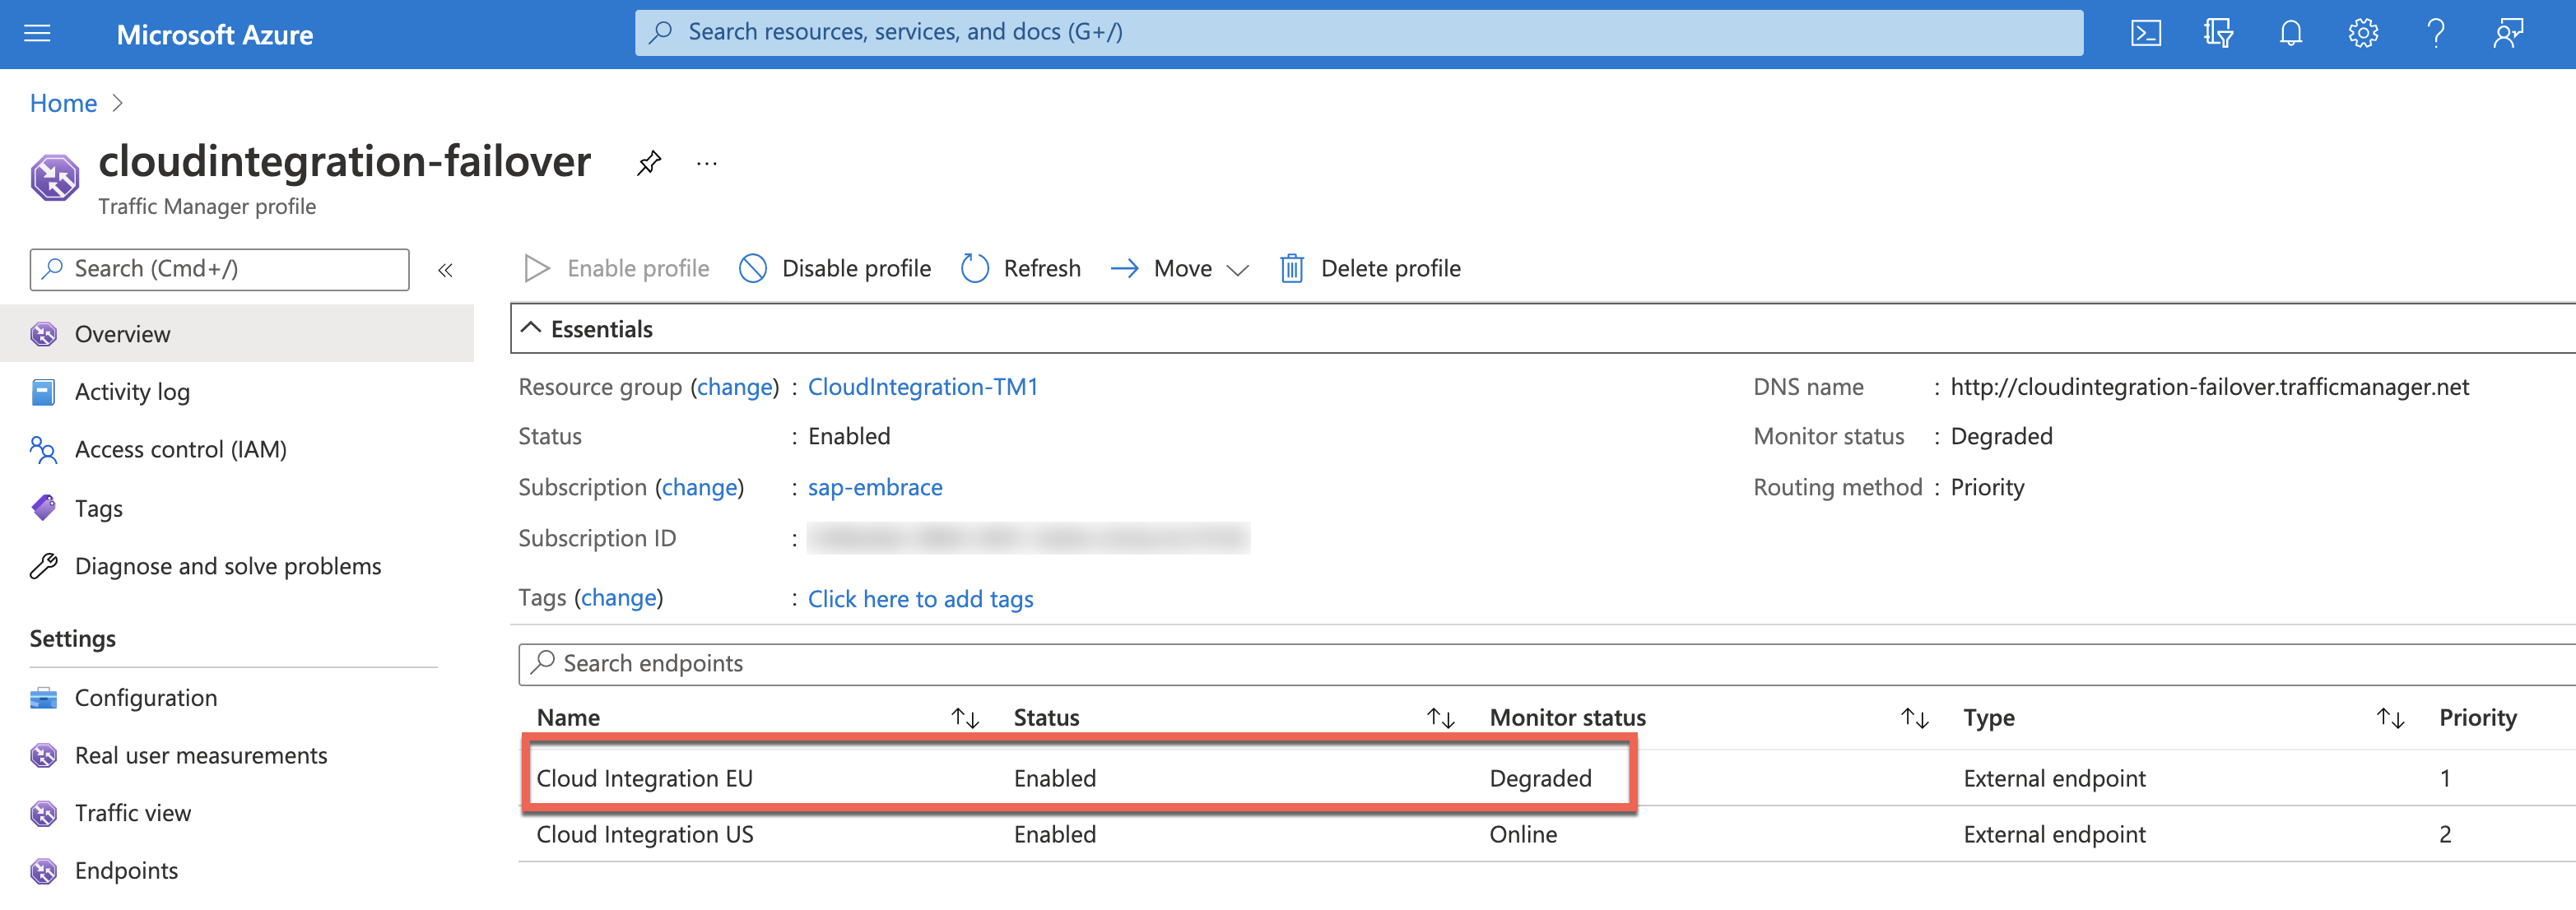 Microsoft Azure
Search resources, services, and docs (G+/)
Home
cloudintegration-failover
Traffic Manager profile
Search (Cmd+/)
Enable profile Disable profile Refresh Move Delete profile
Overview
Activity log
Access control (IAM)
Tags
Diagnose and solve problems
Settings
Configuration
Real user measurements
Traffic view
Endpoints
Essentials
Resource group (change) : CloudIntegration-TM1
Status : Enabled
Subscription (change) : sap-embrace
Subscription ID :
Tags (change) : Click here to add tags
DNS name : http://cloudintegration-failover.trafficmanager.net
Monitor status : Degraded
Routing method : Priority
Search endpoints
Name Status Monitor status Type Priority
Cloud Integration EU Enabled Degraded External endpoint 1
Cloud Integration US Enabled Online External endpoint 2